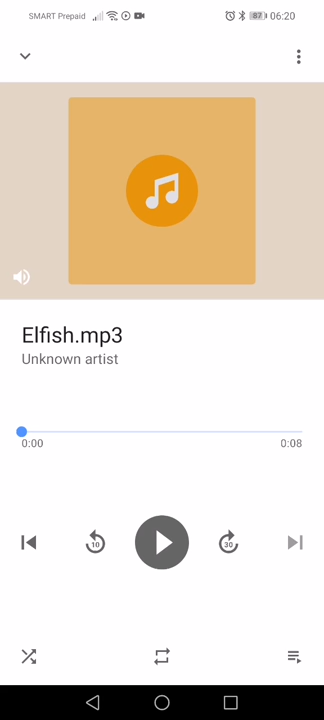 SMART Prepaid 87 06:20
Elfish.mp3
Unknown artist
0:00 0:08
10 30